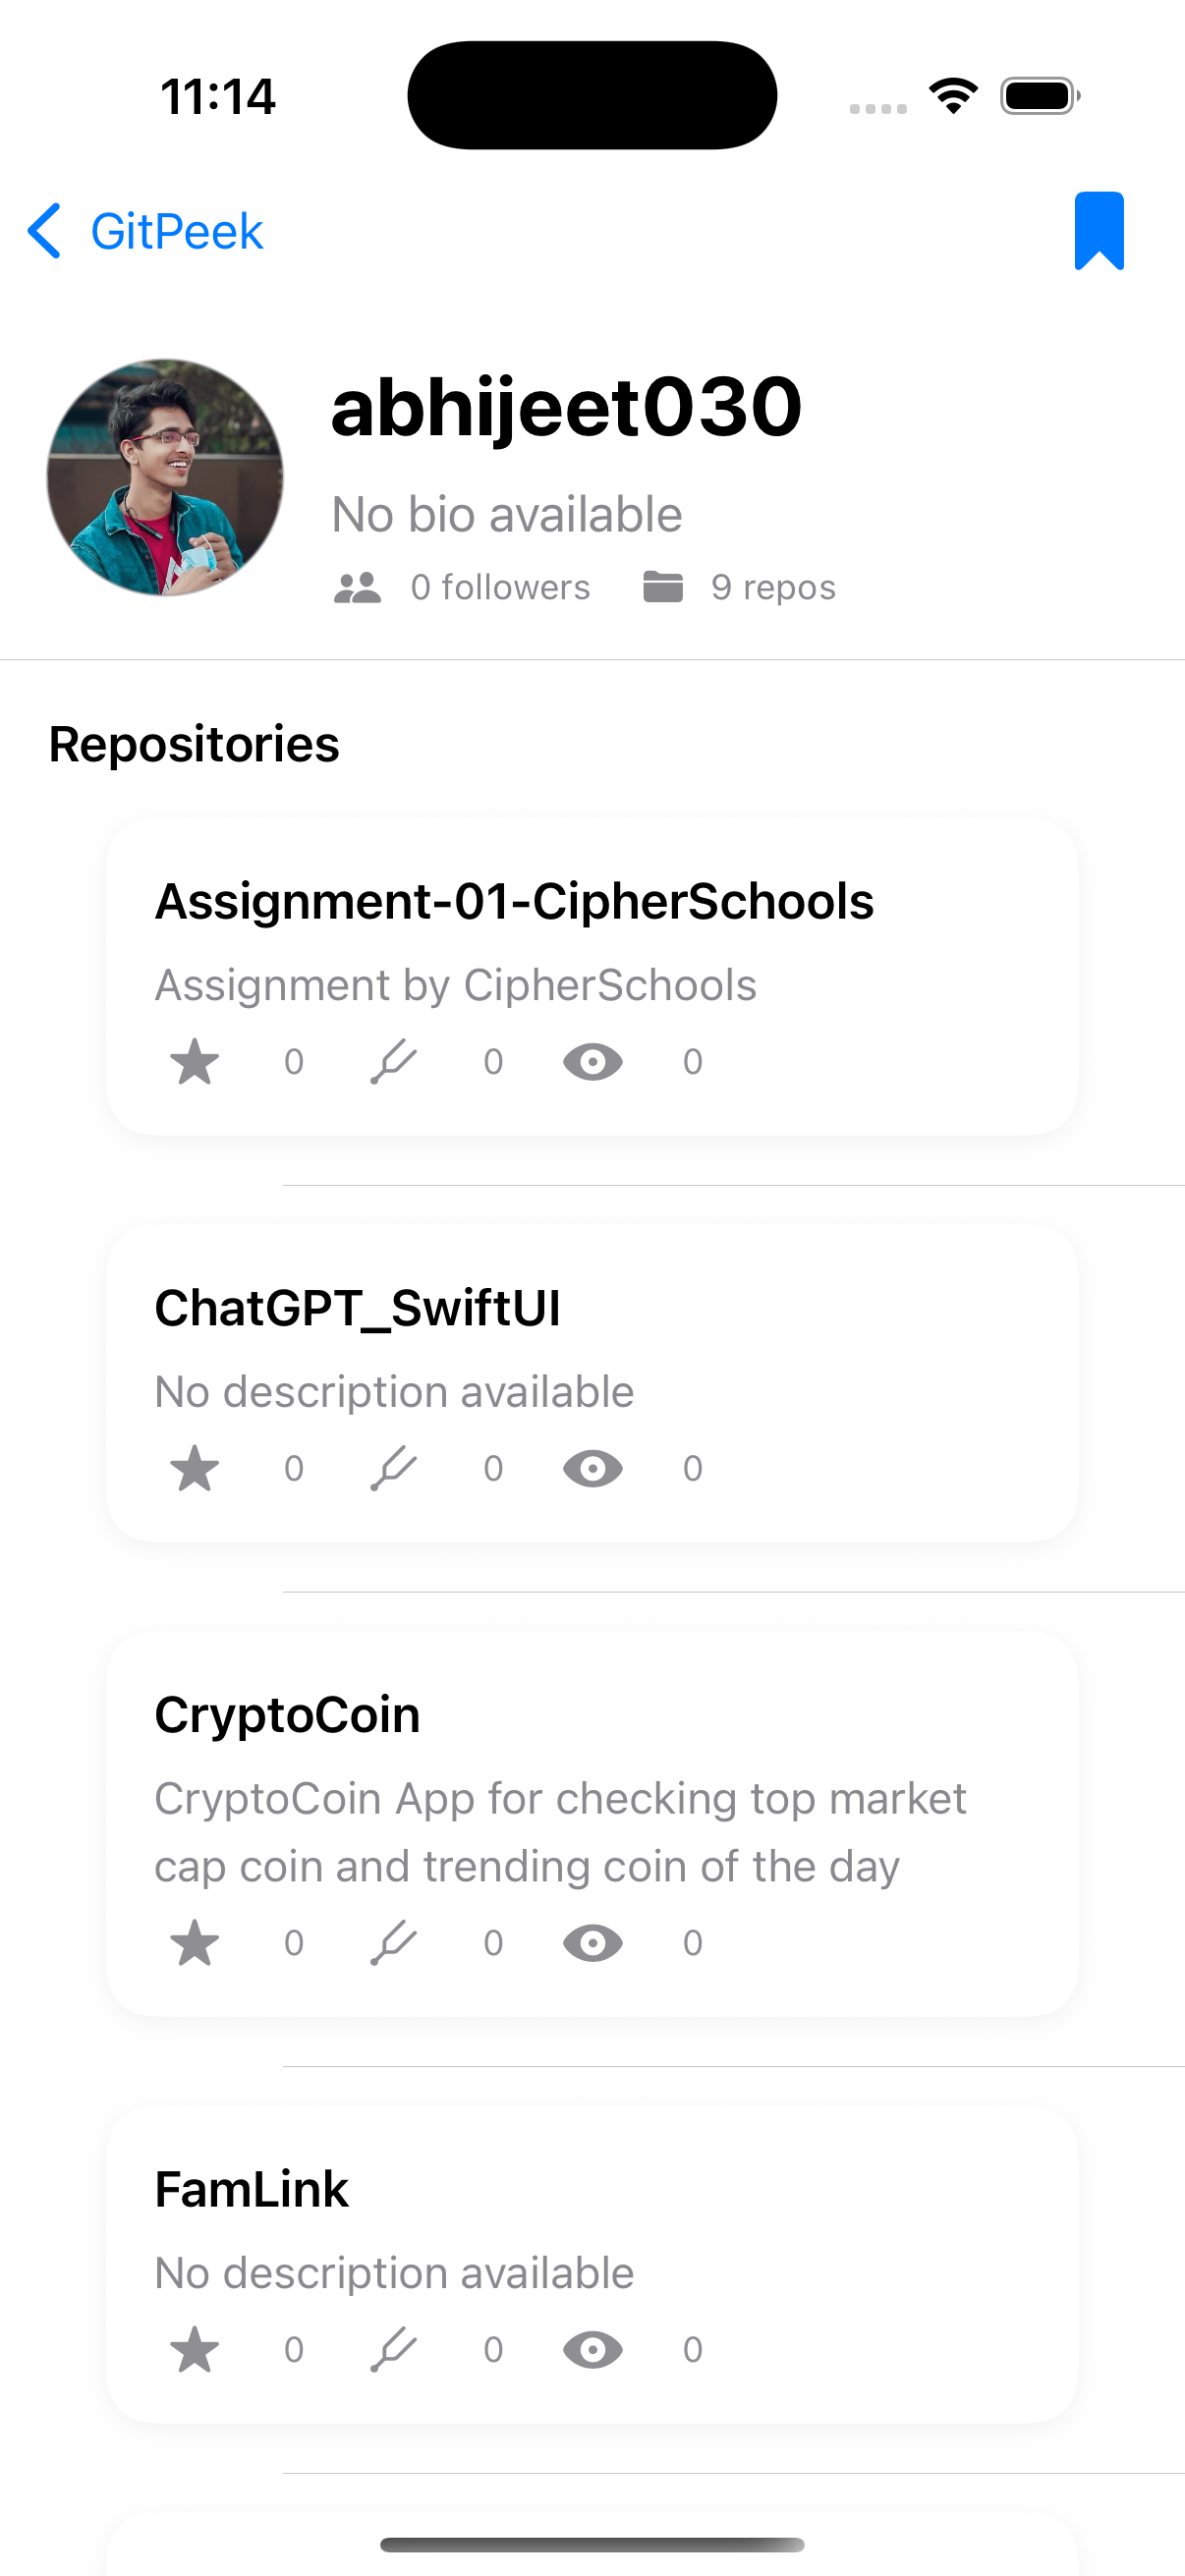 11:14
GitPeek
abhijeet030
No bio available
0 followers 9 repos
Repositories
Assignment-01-CipherSchools
Assignment by CipherSchools
0 0 0
ChatGPT_SwiftUI
No description available
0 0 0
CryptoCoin
CryptoCoin App for checking top market
cap coin and trending coin of the day
0 0 0
FamLink
No description available
0 0 0